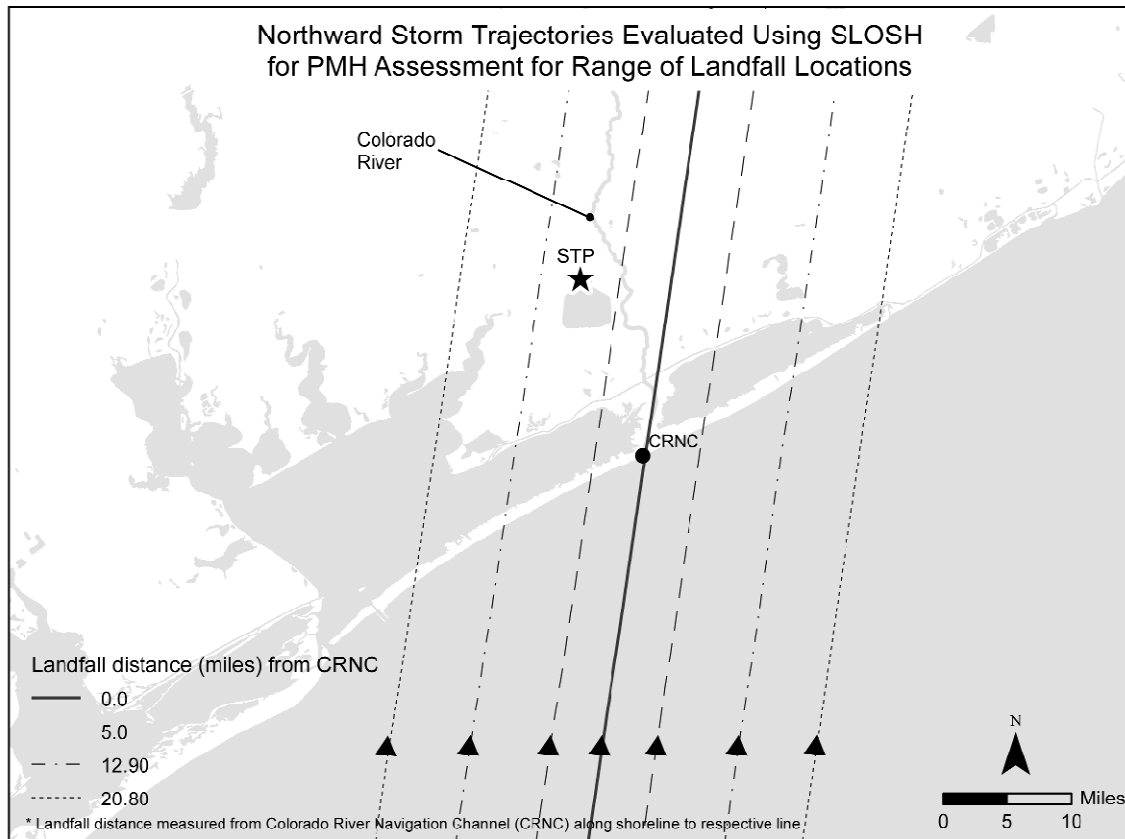 Northward Storm Trajectories Evaluated Using SLOSH
for PMH Assessment for Range of Landfall Locations
Colorado
River
STP
CRNC
Landfall distance (miles) from CRNC
0.0
5.0
12.90
20.80
N
0 5 10 Miles
* Landfall distance measured from Colorado River Navigation Channel (CRNC) along shoreline to respective line